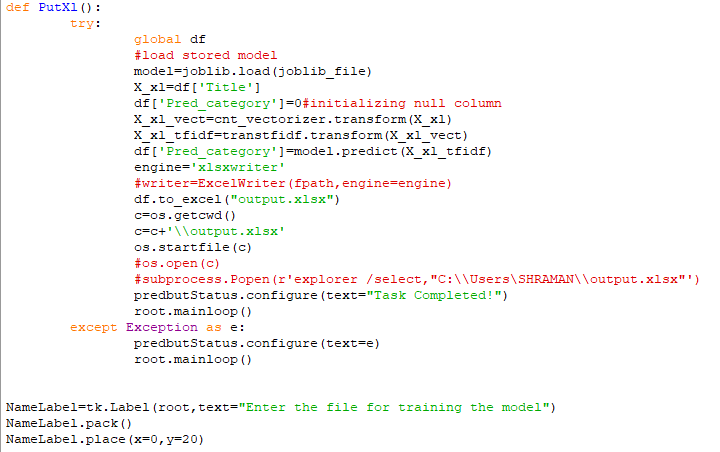 def PutXl():
        try:
                global df
                #load stored model
                model=joblib.load(joblib_file)
                X_xl=df['Title']
                df['Pred_category']=0#initializing null column
                X_xl_vect=cnt_vectorizer.transform(X_xl)
                X_xl_tfidf=transtfidf.transform(X_xl_vect)
                df['Pred_category']=model.predict(X_xl_tfidf)
                engine='xlsxwriter'
                #writer=ExcelWriter(fpath,engine=engine)
                df.to_excel("output.xlsx")
                c=os.getcwd()
                c=c+'\\output.xlsx'
                os.startfile(c)
                #os.open(c)
                #subprocess.Popen(r'explorer /select,"C:\\Users\SHRAMAN\\output.xlsx"')
                predbutStatus.configure(text="Task Completed!")
                root.mainloop()
        except Exception as e:
                predbutStatus.configure(text=e)
                root.mainloop()
NameLabel=tk.Label(root,text="Enter the file for training the model")
NameLabel.pack()
NameLabel.place(x=0,y=20)